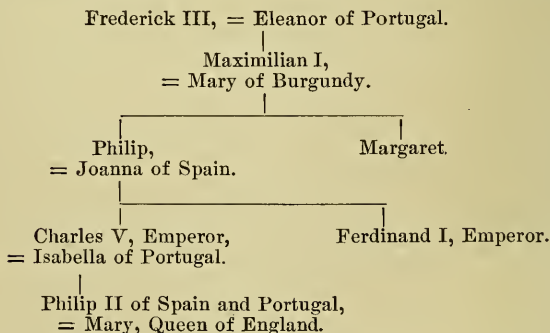 Frederick III, = Eleanor of Portugal.
Maximilian I,
= Mary of Burgundy.
Philip,
= Joanna of Spain.
Margaret.
Charles V, Emperor,
= Isabella of Portugal.
Ferdinand I, Emperor.
Philip II of Spain and Portugal,
= Mary, Queen of England.